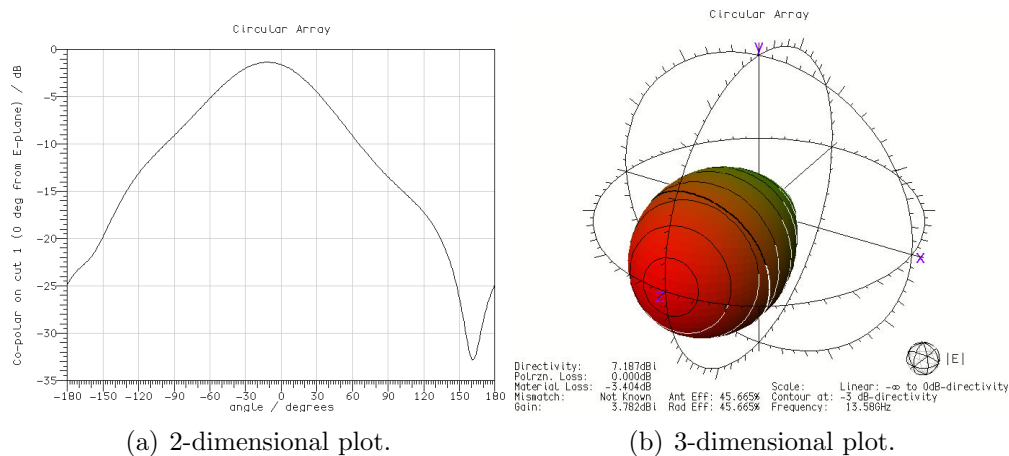 Circular Array
Co-polar on cut 1 (0 deg from E-plane) / dB
0
-5
-10
-15
-20
-25
-30
-35
-180 -150 -120 -90 -60 -30 0 30 60 90 120 150 180
angle / degrees
(a) 2-dimensional plot.
Circular Array
Y
X
Z
|E|
Directivity: 7.187dBi
Polrzn. Loss: 0.000dB
Material Loss: -3.404dB Scale: Linear: -∞ to 0dB-directivity
Mismatch: Not Known Ant Eff: 45.665% Contour at: -3 dB-directivity
Gain: 3.782dBi Rad Eff: 45.665% Frequency: 13.58GHz
(b) 3-dimensional plot.